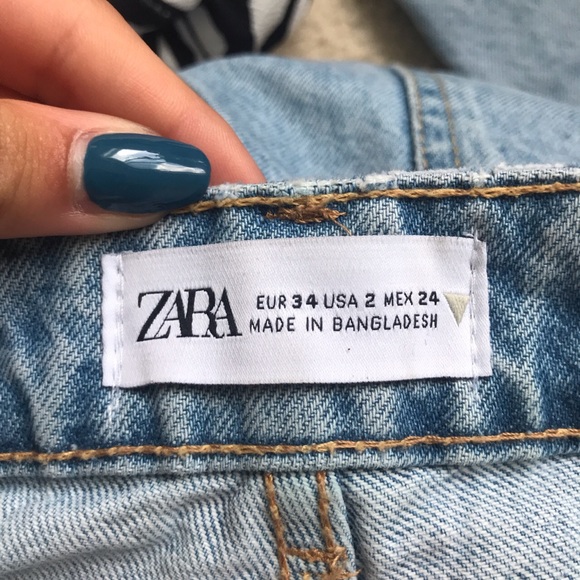 ZARA
EUR 34 USA 2 MEX 24
MADE IN BANGLADESH